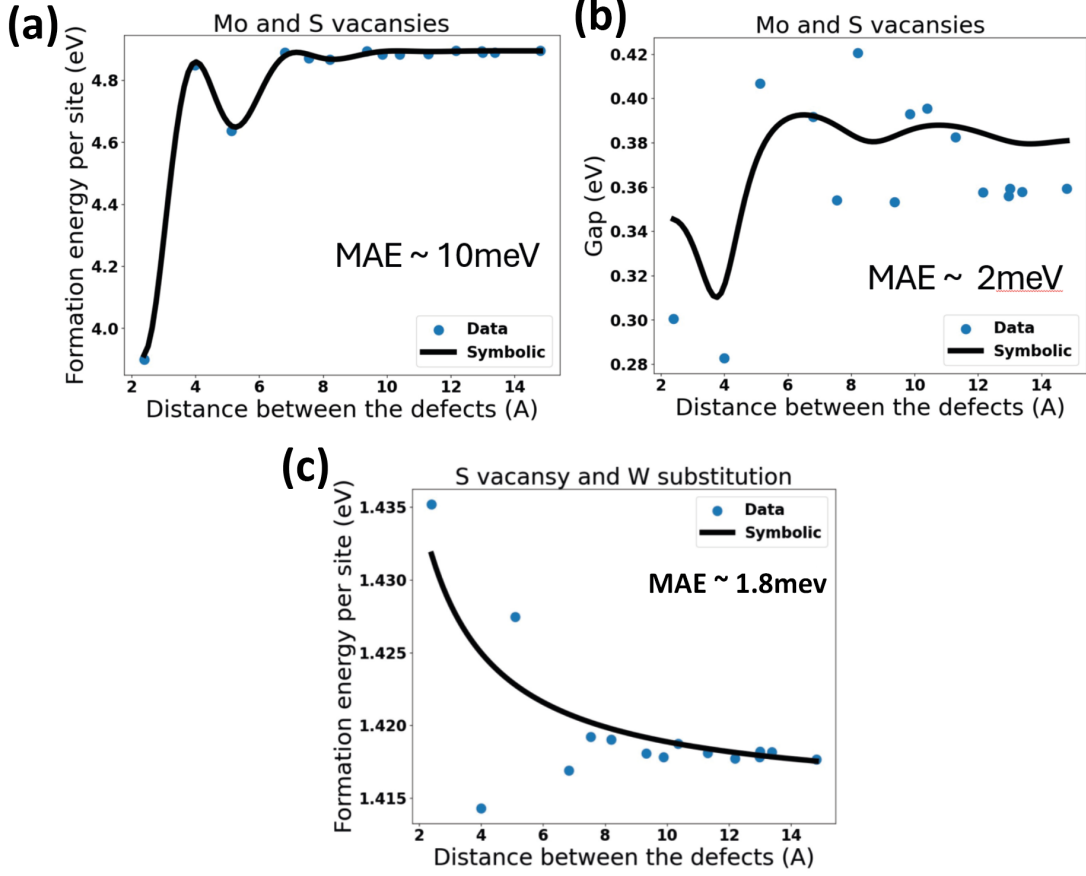 (a)
Mo and S vacansies
Formation energy per site (eV)
4.8
4.6
4.4
4.2
4.0
MAE ~ 10meV
Data
Symbolic
2 4 6 8 10 12 14
Distance between the defects (A)
(b)
Mo and S vacansies
Gap (eV)
0.42
0.40
0.38
0.36
0.34
0.32
0.30
0.28
MAE ~ 2meV
Data
Symbolic
2 4 6 8 10 12 14
Distance between the defects (A)
(c)
S vacansy and W substitution
Formation energy per site (eV)
1.435
1.430
1.425
1.420
1.415
Data
Symbolic
MAE ~ 1.8mev
2 4 6 8 10 12 14
Distance between the defects (A)